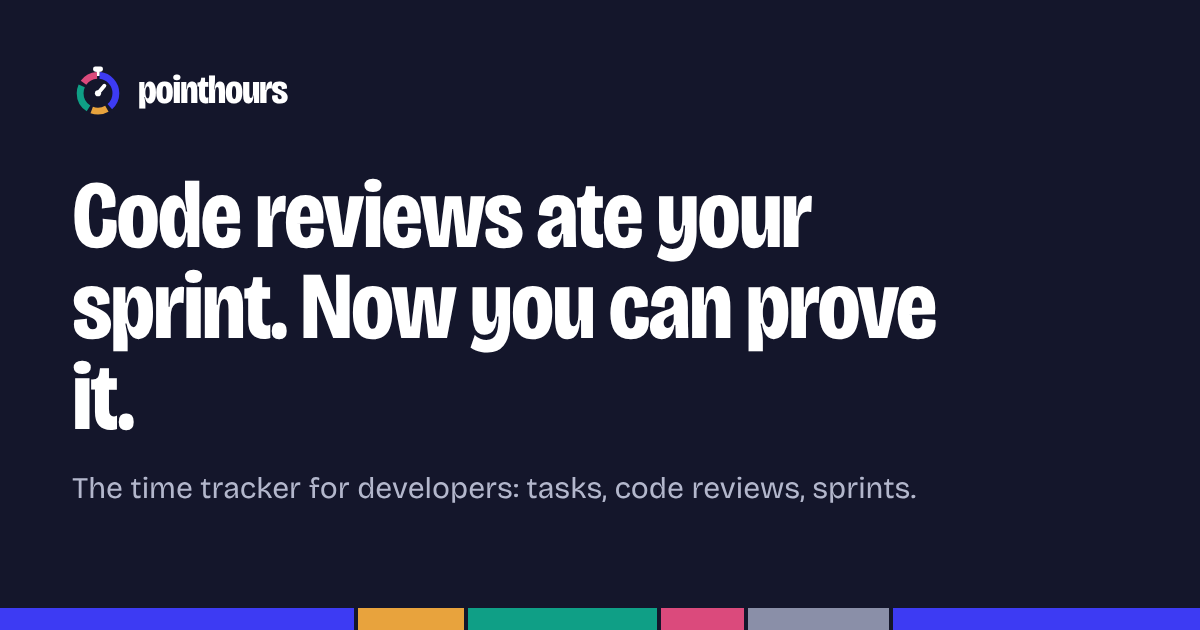 pointhours
Code reviews ate your
sprint. Now you can prove
it.
The time tracker for developers: tasks, code reviews, sprints.